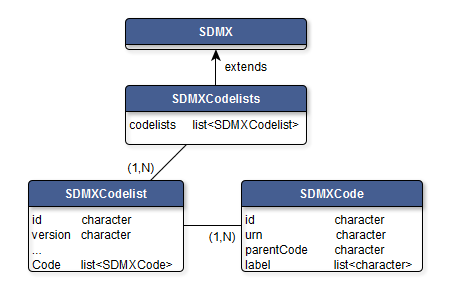 SDMX
extends
SDMXCodelists
codelists list<SDMXCodelist>
(1,N)
SDMXCodelist
id character
version character
...
Code list<SDMXCode>
(1,N)
SDMXCode
id character
urn character
parentCode character
label list<character>